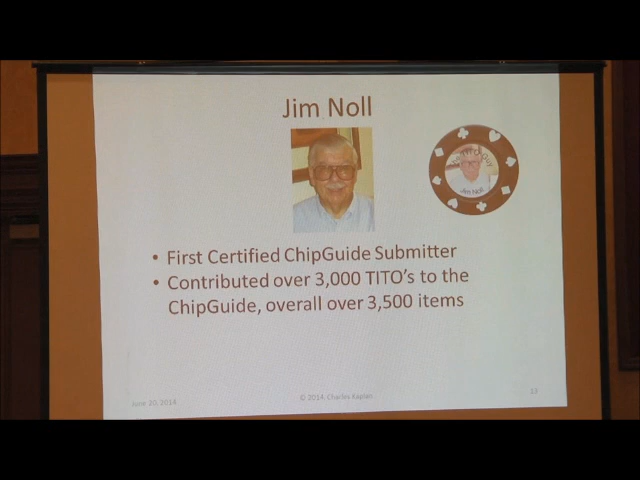 Jim Noll
Jim Noll
• First Certified ChipGuide Submitter
• Contributed over 3,000 TITO's to the
ChipGuide, overall over 3,500 items
June 20, 2014
© 2014 Charles Kaplan